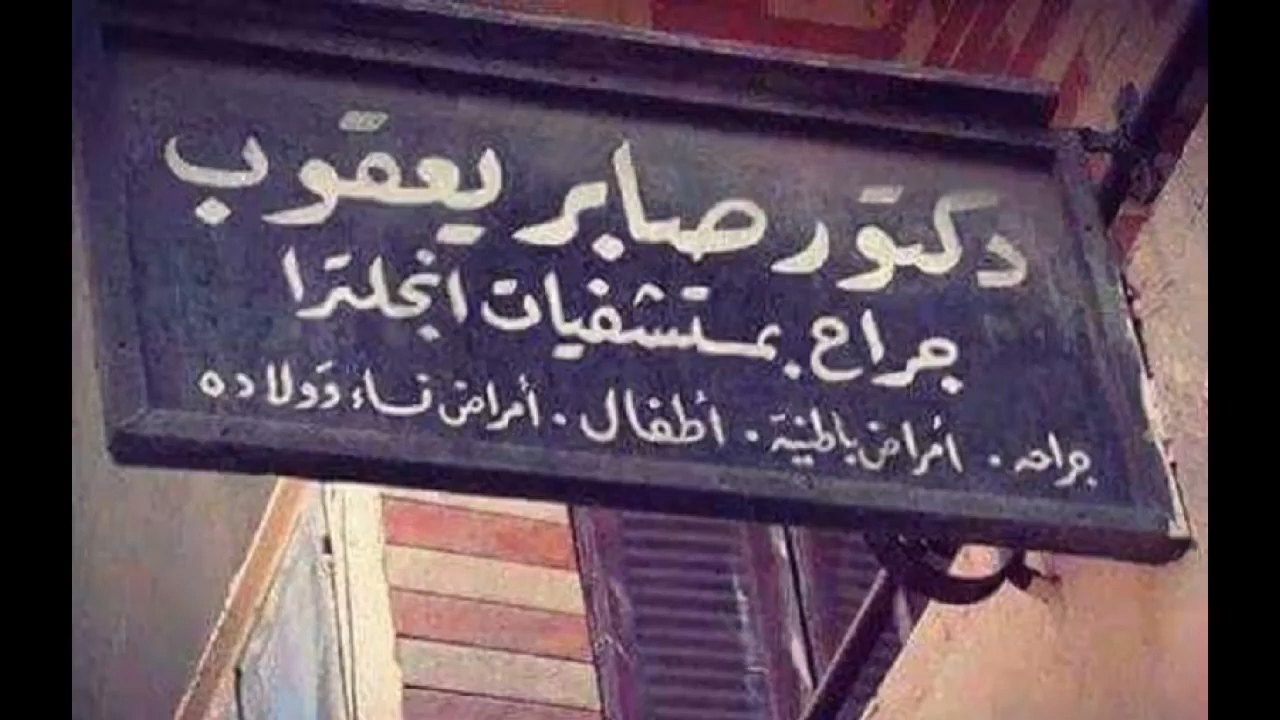 دكتور صابر يعقوب
جراح بمستشفيات انجلترا
جراحه . أمراض باطنية . أطفال . أمراض نساء وولاده